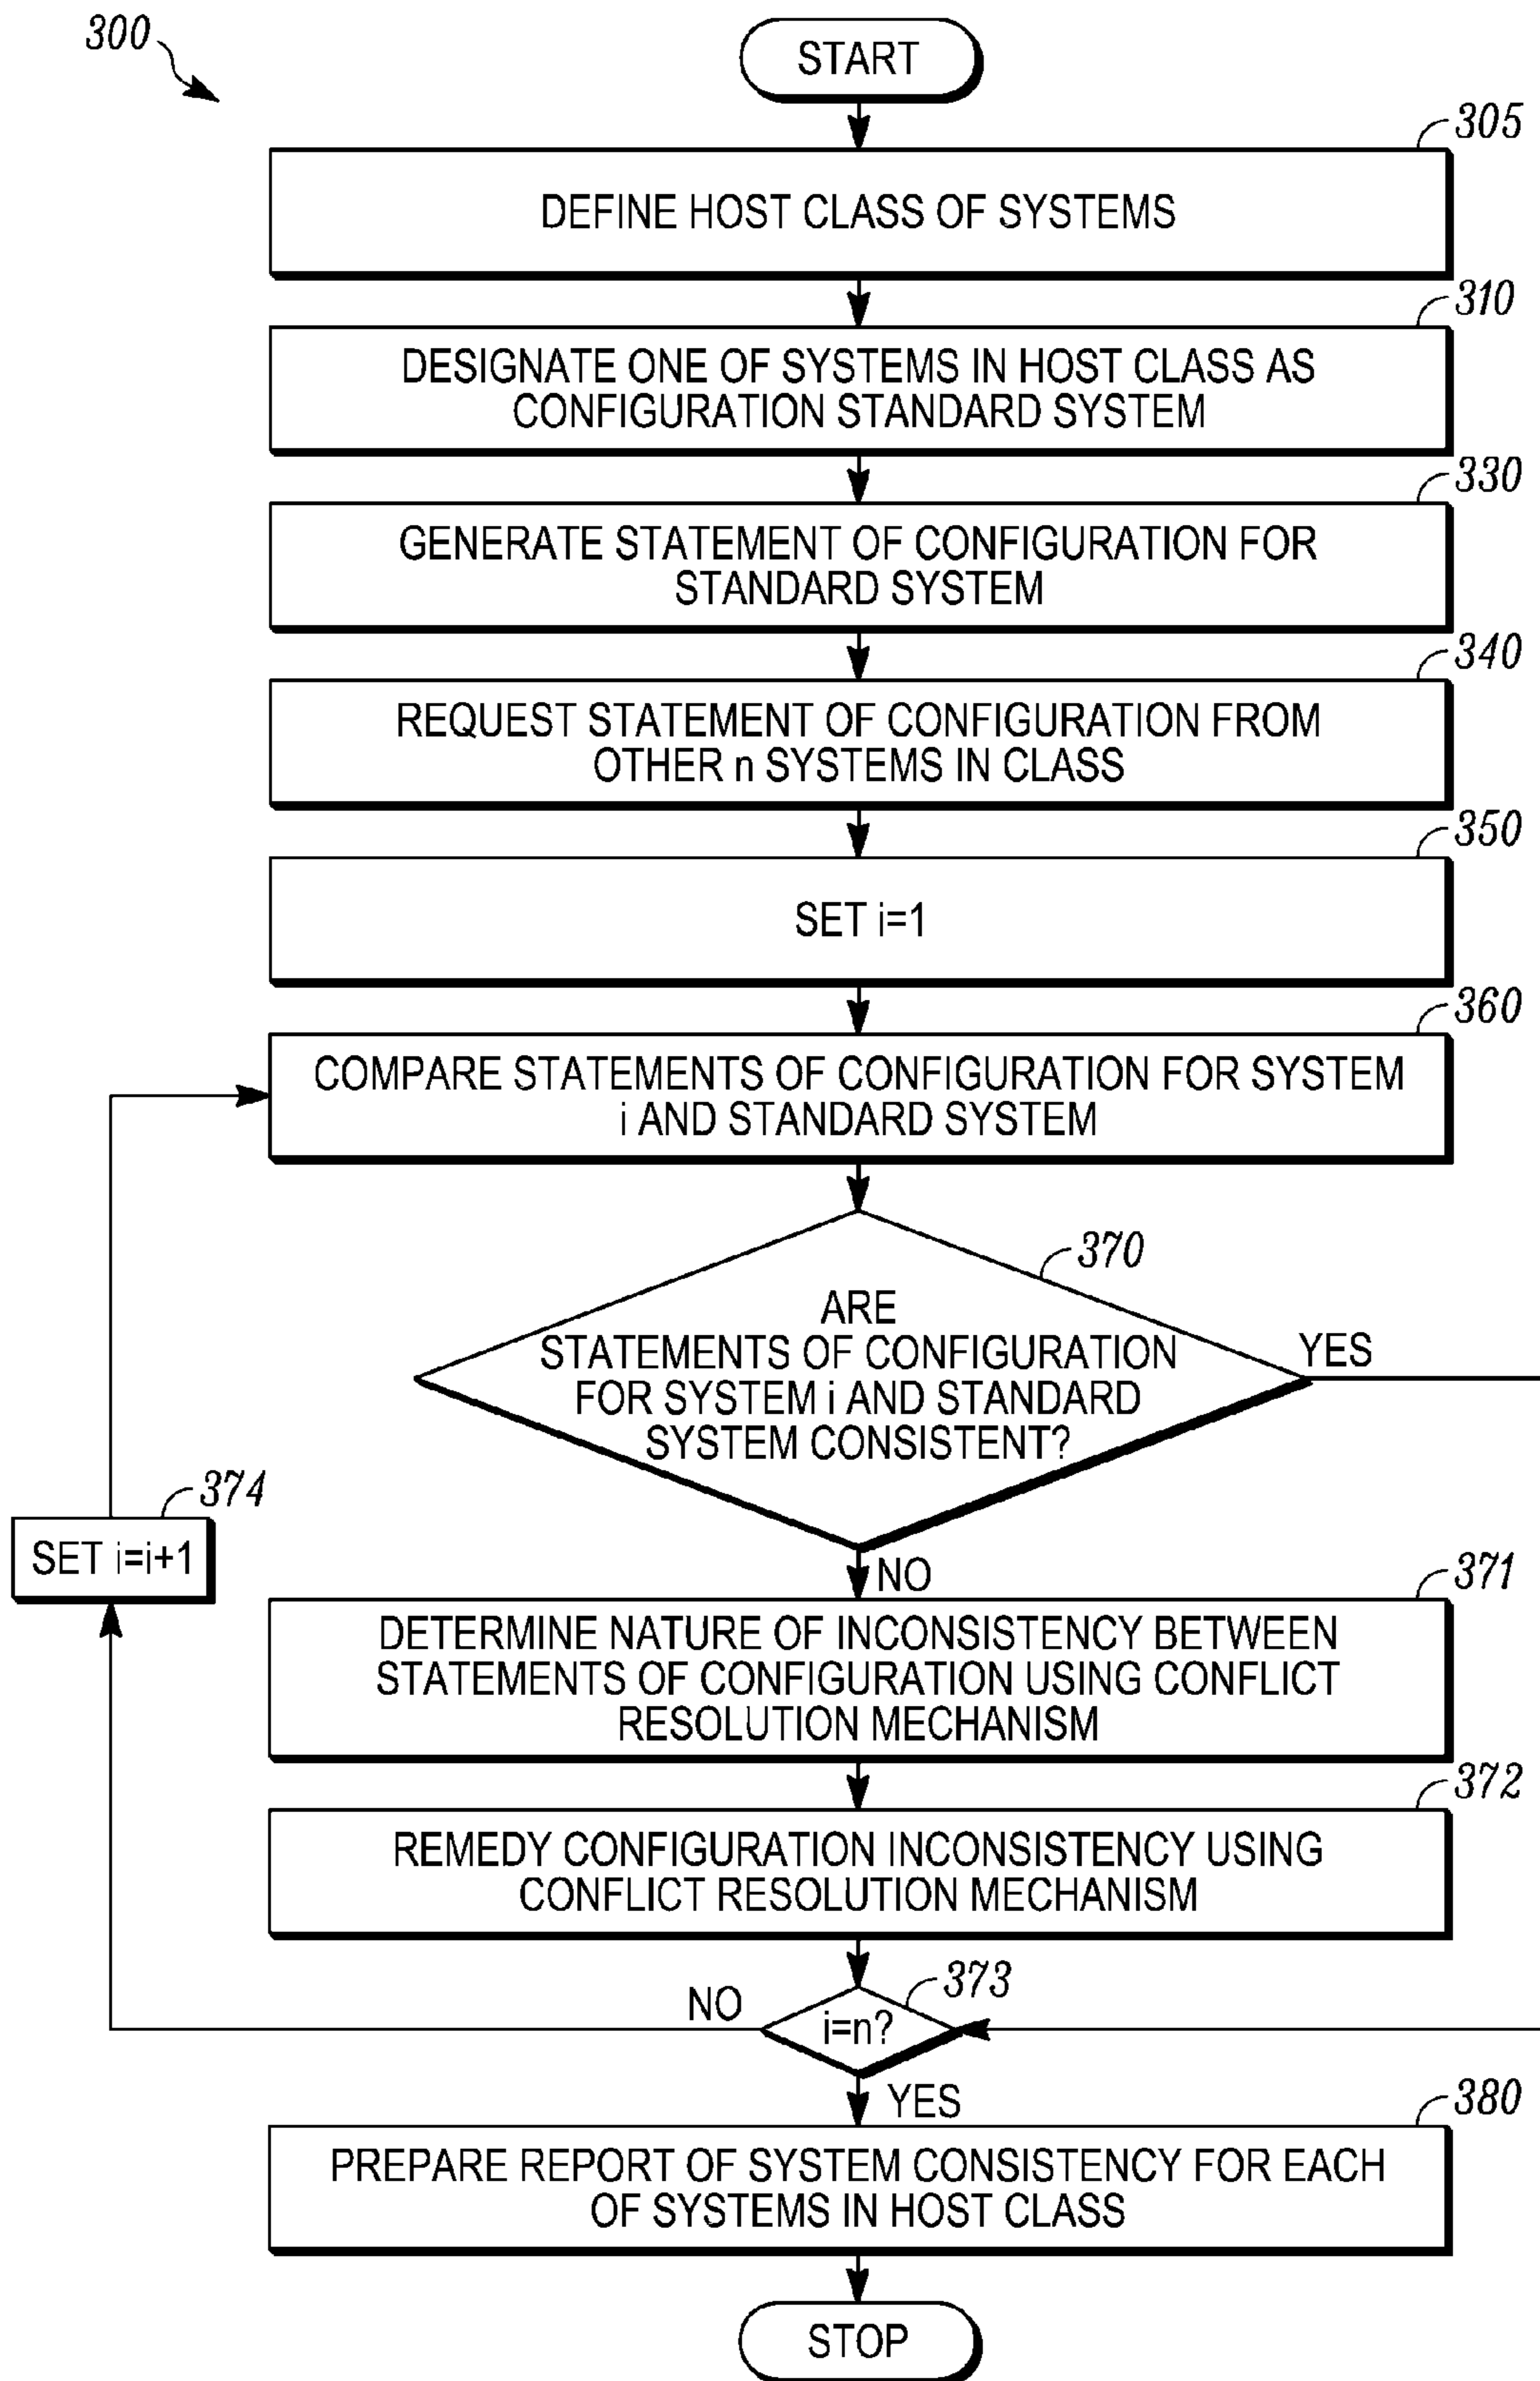 300
START
305
DEFINE HOST CLASS OF SYSTEMS
310
DESIGNATE ONE OF SYSTEMS IN HOST CLASS AS
CONFIGURATION STANDARD SYSTEM
330
GENERATE STATEMENT OF CONFIGURATION FOR
STANDARD SYSTEM
340
REQUEST STATEMENT OF CONFIGURATION FROM
OTHER n SYSTEMS IN CLASS
350
SET i=1
360
COMPARE STATEMENTS OF CONFIGURATION FOR SYSTEM
i AND STANDARD SYSTEM
370
ARE
STATEMENTS OF CONFIGURATION
FOR SYSTEM i AND STANDARD
SYSTEM CONSISTENT?
YES
374
SET i=i+1
NO
371
DETERMINE NATURE OF INCONSISTENCY BETWEEN
STATEMENTS OF CONFIGURATION USING CONFLICT
RESOLUTION MECHANISM
372
REMEDY CONFIGURATION INCONSISTENCY USING
CONFLICT RESOLUTION MECHANISM
373
NO
i=n?
YES
380
PREPARE REPORT OF SYSTEM CONSISTENCY FOR EACH
OF SYSTEMS IN HOST CLASS
STOP